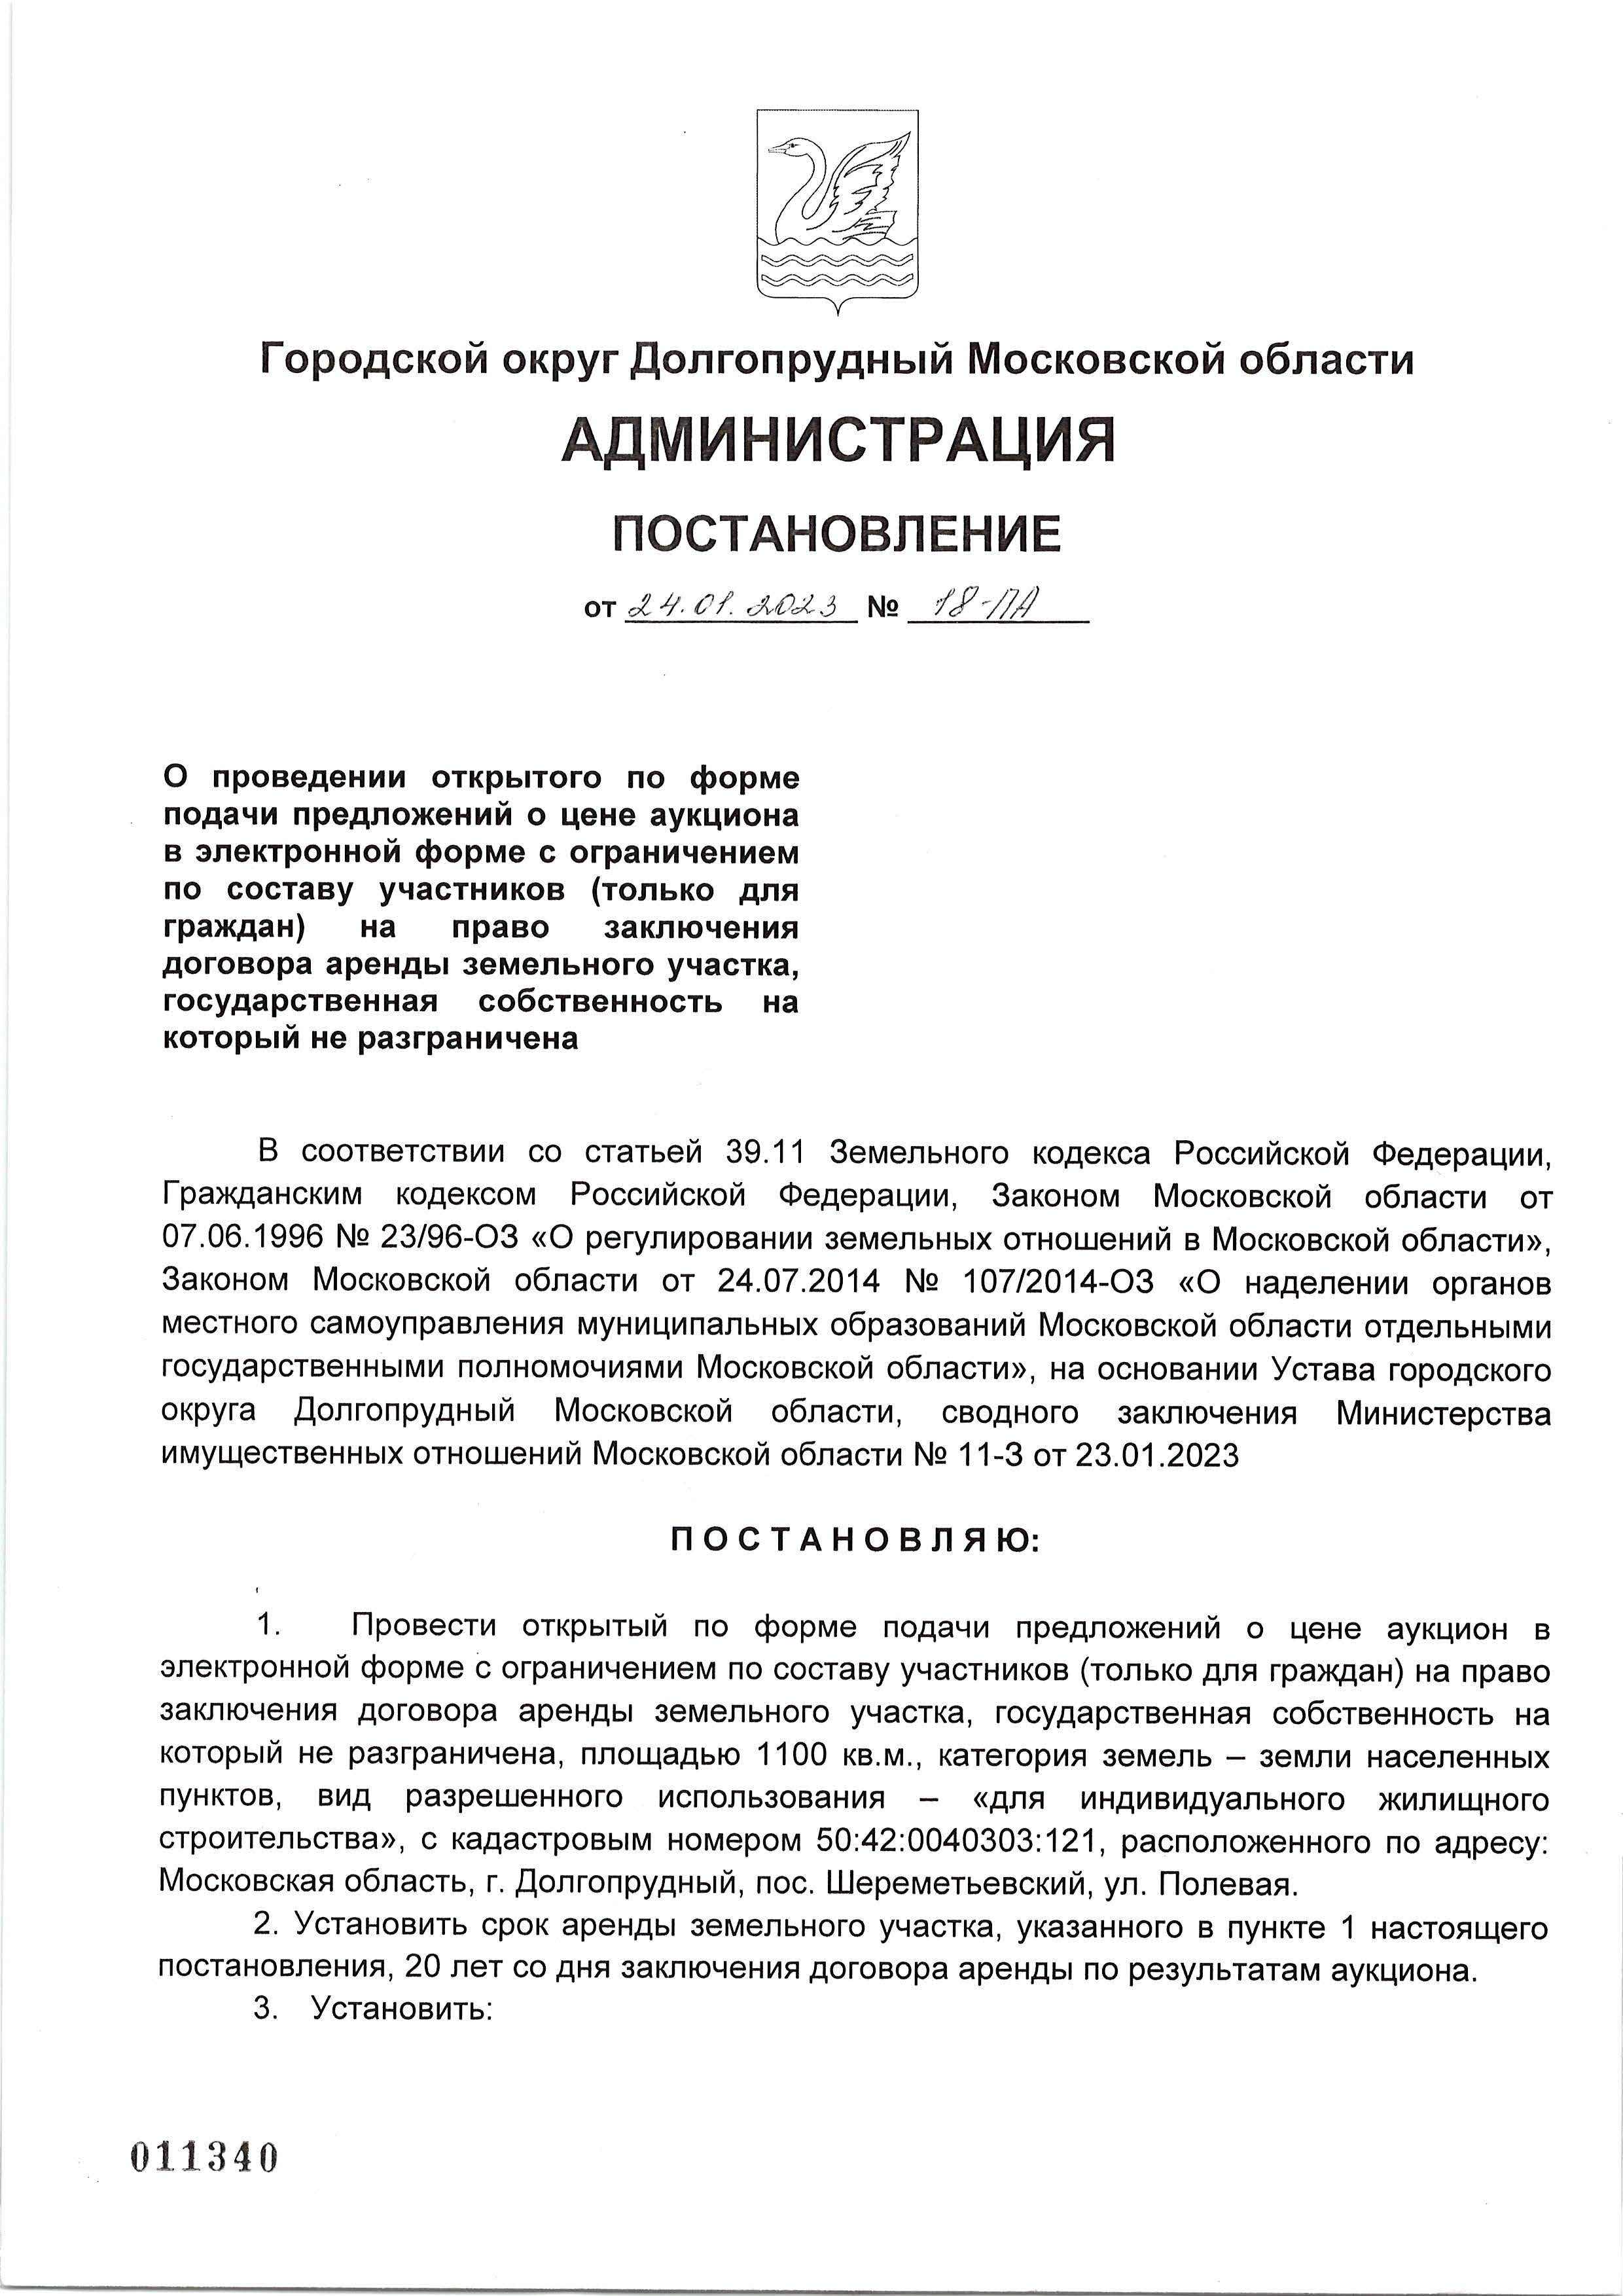 Городской округ Долгопрудный Московской области
АДМИНИСТРАЦИЯ
ПОСТАНОВЛЕНИЕ
от 24.01.2023 № 18-ПА
О проведении открытого по форме
подачи предложений о цене аукциона
в электронной форме с ограничением
по составу участников (только для
граждан) на право заключения
договора аренды земельного участка,
государственная собственность на
который не разграничена
В соответствии со статьей 39.11 Земельного кодекса Российской Федерации,
Гражданским кодексом Российской Федерации, Законом Московской области от
07.06.1996 № 23/96-ОЗ «О регулировании земельных отношений в Московской области»,
Законом Московской области от 24.07.2014 № 107/2014-ОЗ «О наделении органов
местного самоуправления муниципальных образований Московской области отдельными
государственными полномочиями Московской области», на основании Устава городского
округа Долгопрудный Московской области, сводного заключения Министерства
имущественных отношений Московской области № 11-З от 23.01.2023
П О С Т А Н О В Л Я Ю:
1. Провести открытый по форме подачи предложений о цене аукцион в
электронной форме с ограничением по составу участников (только для граждан) на право
заключения договора аренды земельного участка, государственная собственность на
который не разграничена, площадью 1100 кв.м., категория земель – земли населенных
пунктов, вид разрешенного использования – «для индивидуального жилищного
строительства», с кадастровым номером 50:42:0040303:121, расположенного по адресу:
Московская область, г. Долгопрудный, пос. Шереметьевский, ул. Полевая.
2. Установить срок аренды земельного участка, указанного в пункте 1 настоящего
постановления, 20 лет со дня заключения договора аренды по результатам аукциона.
3. Установить:
011340